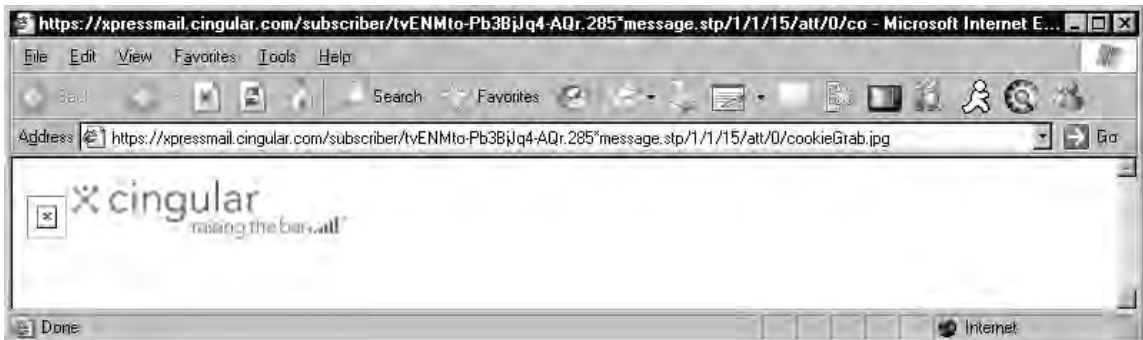 https://xpressmail.cingular.com/subscriber/tvENMto-Pb3BjJq4-AQr.285*message.stp/1/1/15/att/0/co - Microsoft Internet E...
File Edit View Favorites Tools Help
Back Search Favorites
Address https://xpressmail.cingular.com/subscriber/tvENMto-Pb3BjJq4-AQr.285*message.stp/1/1/15/att/0/cookieGrab.jpg Go
cingular
raising the bar
Done Internet